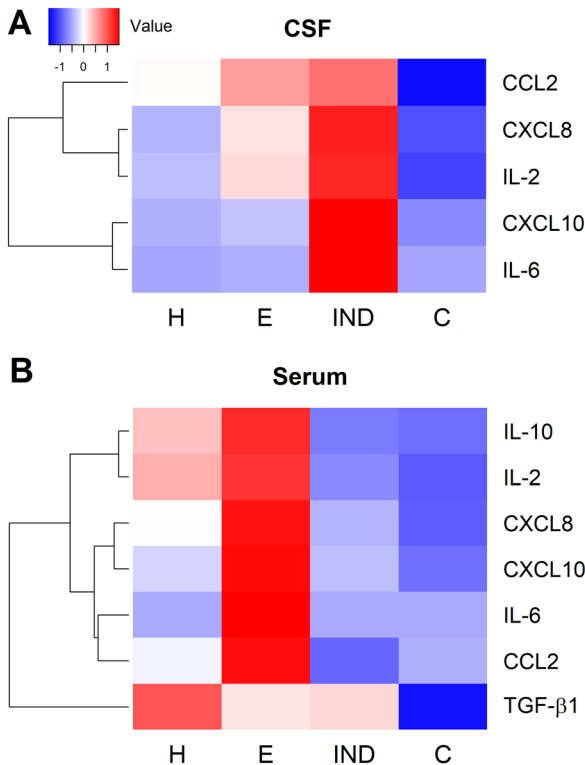 A
Value
CSF
-1 0 1
CCL2
CXCL8
IL-2
CXCL10
IL-6
H E IND C
B
Serum
IL-10
IL-2
CXCL8
CXCL10
IL-6
CCL2
TGF-β1
H E IND C